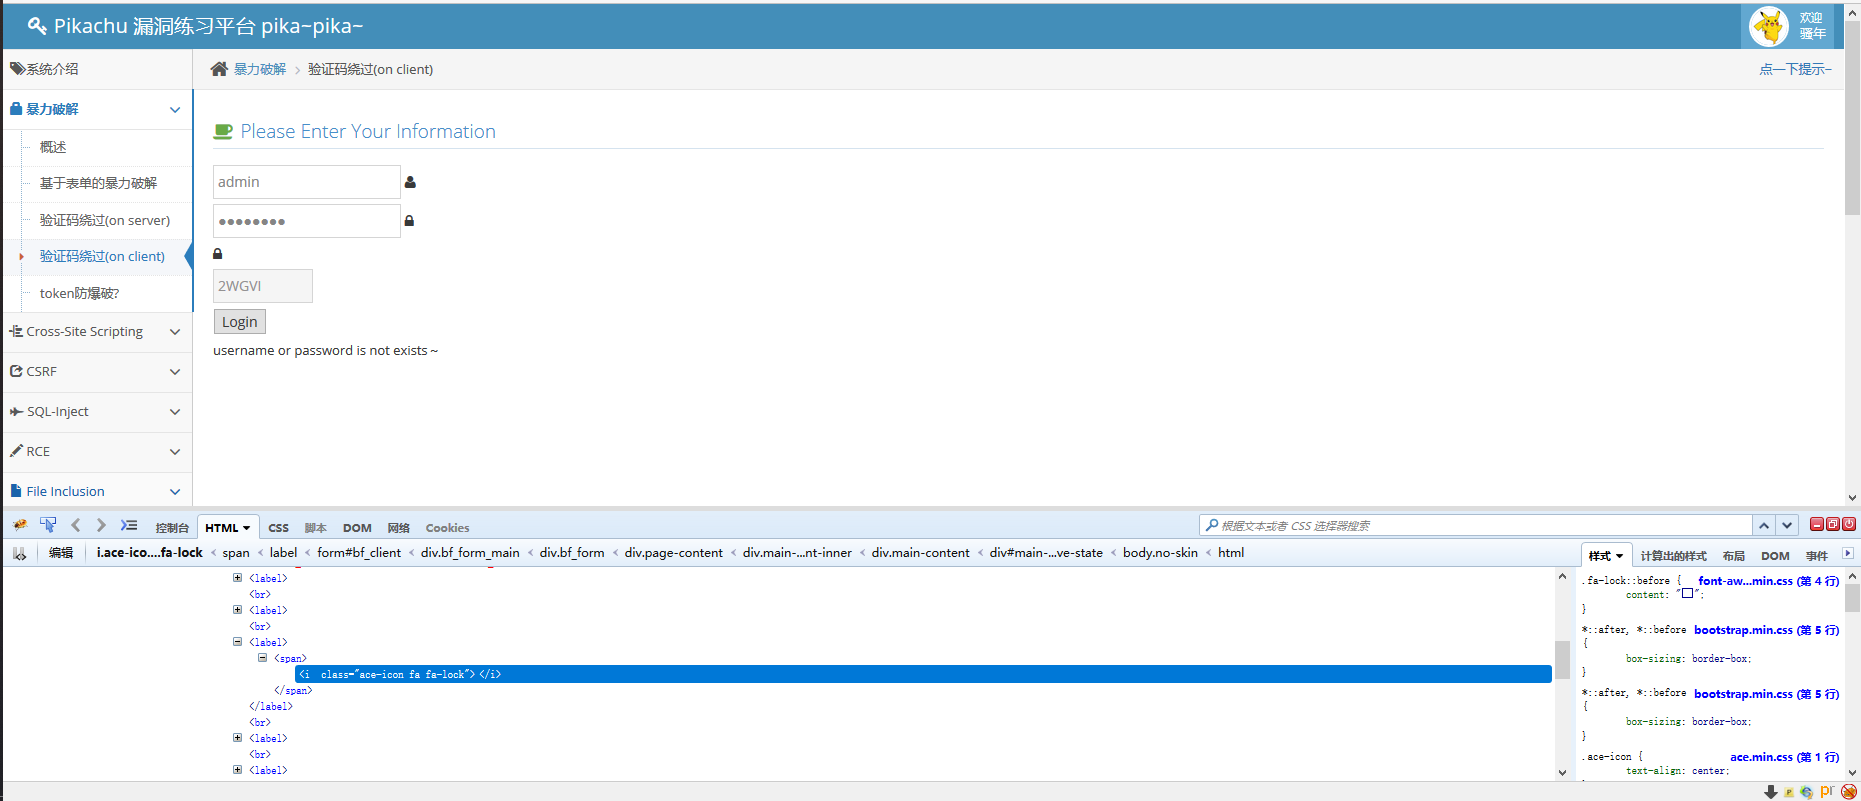 Pikachu 漏洞练习平台 pika~pika~
欢迎
骚年
系统介绍
暴力破解 > 验证码绕过(on client)
点一下提示~
暴力破解
概述
基于表单的暴力破解
验证码绕过(on server)
验证码绕过(on client)
token防爆破?
Cross-Site Scripting
CSRF
SQL-Inject
RCE
File Inclusion
Please Enter Your Information
admin
2WGVI
Login
username or password is not exists～
控制台 HTML CSS 脚本 DOM 网络 Cookies
根据文本或者 CSS 选择器搜索
编辑 i.ace-ico....fa-lock < span < label < form#bf_client < div.bf_form_main < div.bf_form < div.page-content < div.main-...nt-inner < div.main-content < div#main-...ve-state < body.no-skin < html
样式 计算出的样式 布局 DOM 事件
<label>
<br>
<label>
<br>
<label>
<span>
<i class="ace-icon fa fa-lock"></i>
</span>
</label>
<br>
<label>
<br>
<label>
.fa-lock::before { font-aw...min.css (第 4 行)
content: "";
}
*::after, *::before bootstrap.min.css (第 5 行)
{
box-sizing: border-box;
}
*::after, *::before bootstrap.min.css (第 5 行)
{
box-sizing: border-box;
}
.ace-icon { ace.min.css (第 1 行)
text-align: center;
pr